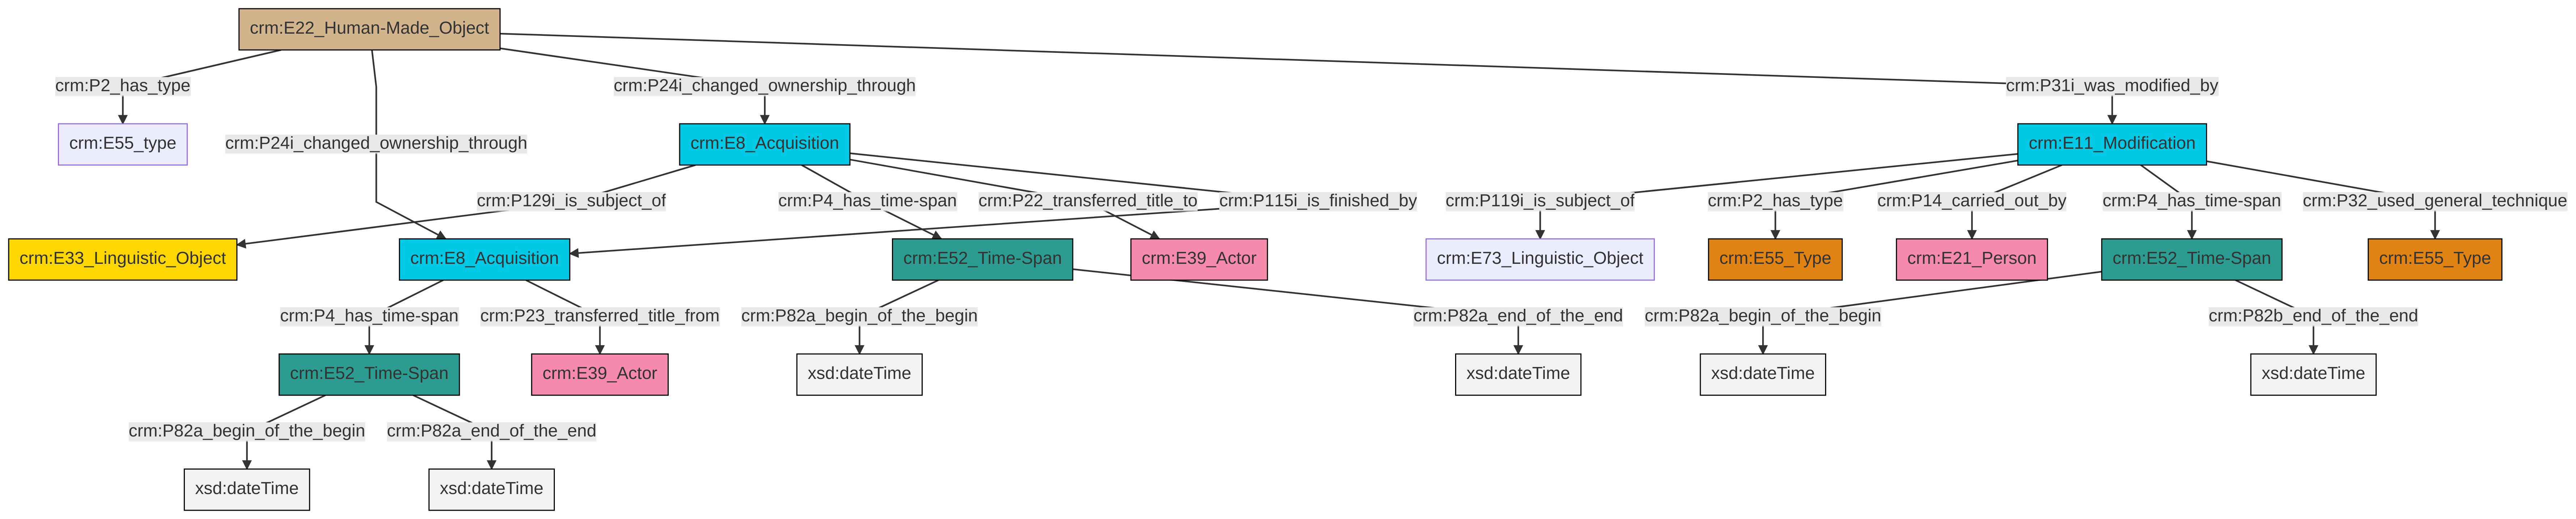 crm:E22_Human-Made_Object
crm:P2_has_type
crm:P24i_changed_ownership_through
crm:P31i_was_modified_by
crm:E55_type
crm:P24i_changed_ownership_through
crm:E8_Acquisition
crm:E11_Modification
crm:P129i_is_subject_of
crm:P4_has_time-span
crm:P22_transferred_title_to
crm:P115i_is_finished_by
crm:P119i_is_subject_of
crm:P2_has_type
crm:P14_carried_out_by
crm:P4_has_time-span
crm:P32_used_general_technique
crm:E33_Linguistic_Object
crm:E8_Acquisition
crm:E52_Time-Span
crm:E39_Actor
crm:E73_Linguistic_Object
crm:E55_Type
crm:E21_Person
crm:E52_Time-Span
crm:E55_Type
crm:P4_has_time-span
crm:P23_transferred_title_from
crm:P82a_begin_of_the_begin
crm:P82a_end_of_the_end
crm:P82a_begin_of_the_begin
crm:P82b_end_of_the_end
crm:E52_Time-Span
crm:E39_Actor
xsd:dateTime
xsd:dateTime
xsd:dateTime
xsd:dateTime
crm:P82a_begin_of_the_begin
crm:P82a_end_of_the_end
xsd:dateTime
xsd:dateTime